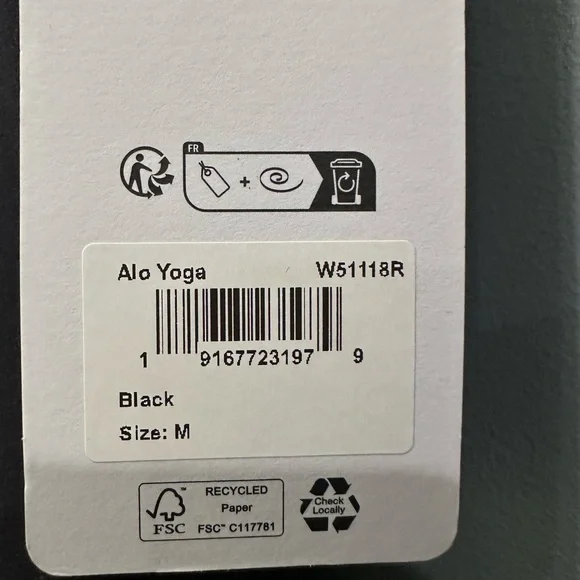 FR
+
Alo Yoga W51118R
1 9167723197 9
Black
Size: M
FSC
RECYCLED
Paper
FSC™ C117781
Check
Locally